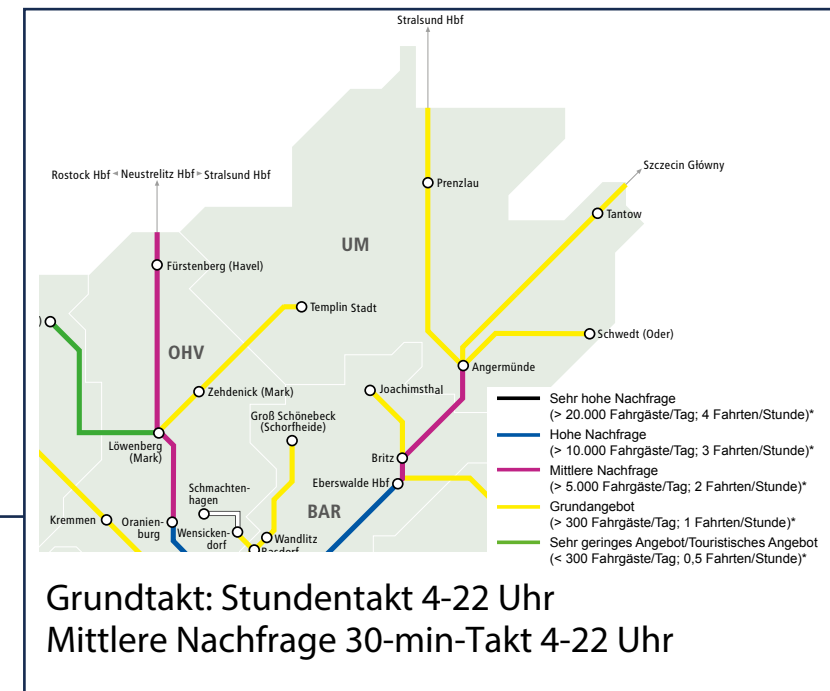 Stralsund Hbf
Szczecin Główny
Rostock Hbf Neustrelitz Hbf Stralsund Hbf
Prenzlau
Tantow
UM
Fürstenberg (Havel)
Templin Stadt
)
Schwedt (Oder)
OHV
Angermünde
Zehdenick (Mark)
Joachimsthal
Groß Schönebeck
(Schorfheide)
Löwenberg
(Mark)
Britz
Eberswalde Hbf
Schmachten-
hagen
BAR
Kremmen
Oranien-
burg
Wensicken-
dorf
Wandlitz
Basdorf
Sehr hohe Nachfrage
(> 20.000 Fahrgäste/Tag; 4 Fahrten/Stunde)*
Hohe Nachfrage
(> 10.000 Fahrgäste/Tag; 3 Fahrten/Stunde)*
Mittlere Nachfrage
(> 5.000 Fahrgäste/Tag; 2 Fahrten/Stunde)*
Grundangebot
(> 300 Fahrgäste/Tag; 1 Fahrten/Stunde)*
Sehr geringes Angebot/Touristisches Angebot
(< 300 Fahrgäste/Tag; 0,5 Fahrten/Stunde)*
Grundtakt: Stundentakt 4-22 Uhr
Mittlere Nachfrage 30-min-Takt 4-22 Uhr